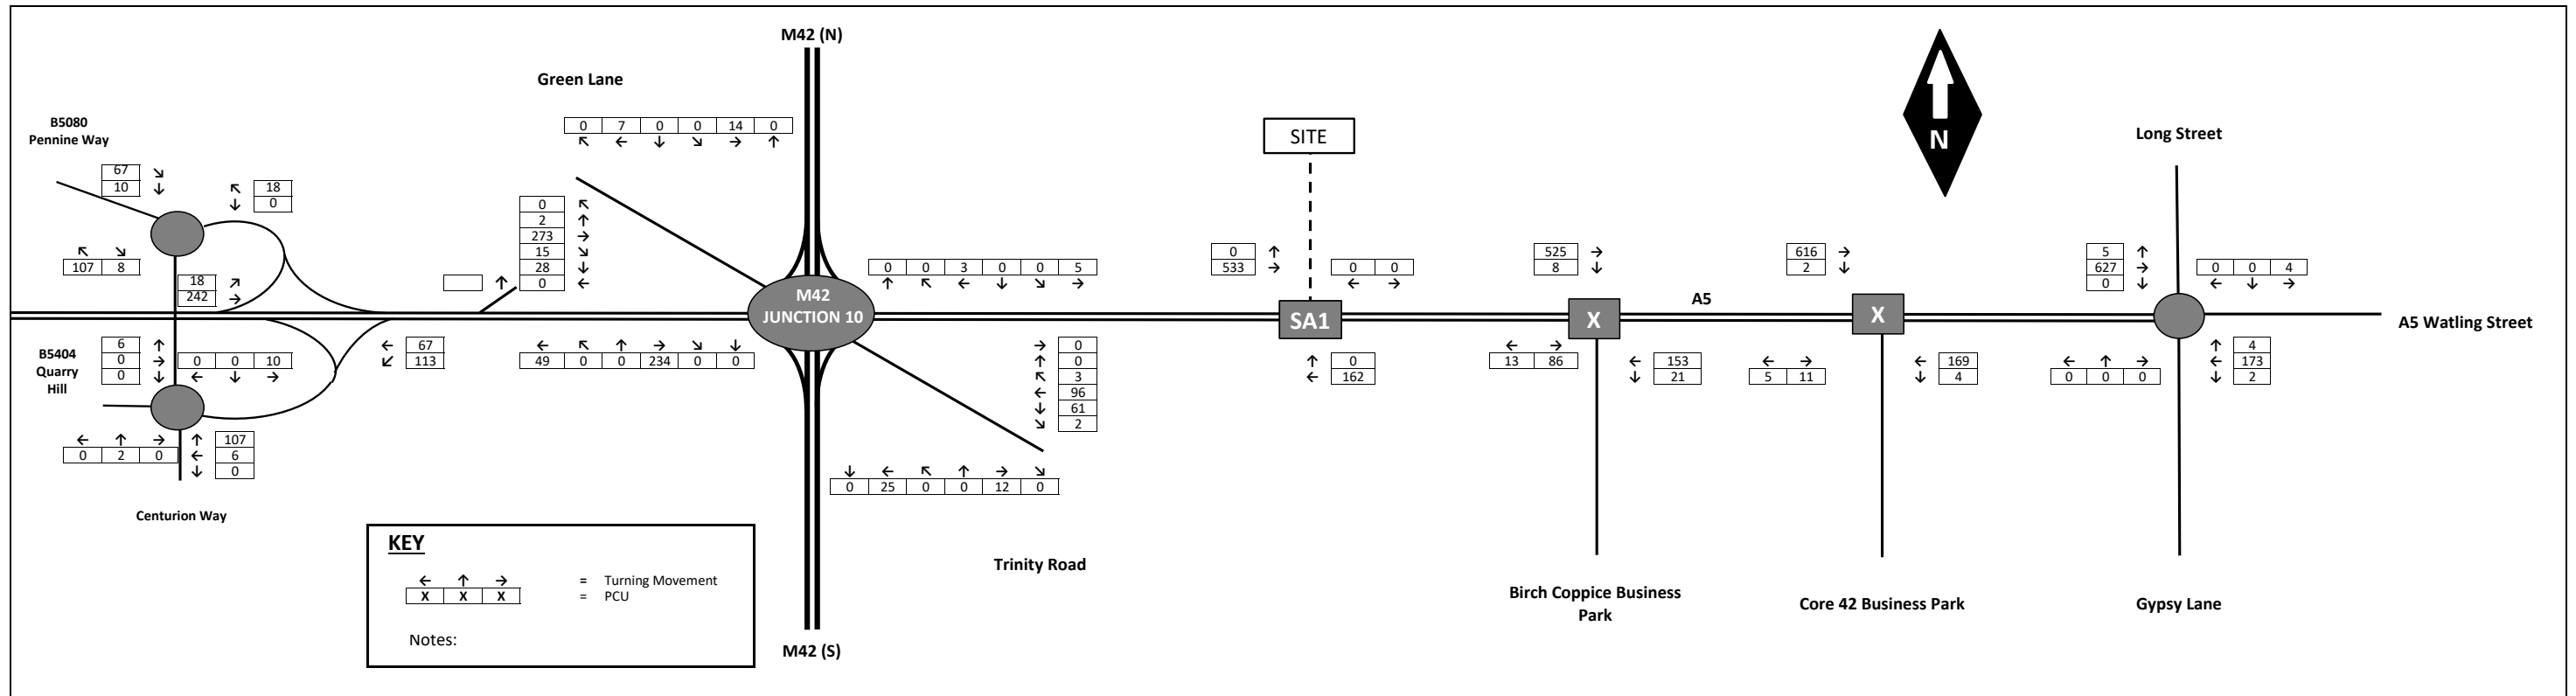 M42 (N)
Green Lane
B5080
Pennine Way
Long Street
SITE
N
0 7 0 0 14 0
↖ ← ↓ ↘ → ↑
67 ↘
10 ↓
↖ 18
↓ 0
0 ↖
2 ↑
273 →
15 ↘
28 ↓
0 ←
↑
↖ ↘
107 8
18 ↗
242 →
0 0 3 0 0 5
↑ ↖ ← ↓ ↘ →
0 ↑
533 →
0 0
← →
525 →
8 ↓
616 →
2 ↓
5 ↑
627 →
0 ↓
0 0 4
← ↓ →
M42
JUNCTION 10
SA1
X
A5
X
A5 Watling Street
B5404
Quarry
Hill
6 ↑
0 →
0 ↓
0 0 10
← ↓ →
← 67
↙ 113
← ↖ ↑ → ↘ ↓
49 0 0 234 0 0
→ 0
↑ 0
↖ 3
← 96
↓ 61
↘ 2
↑ 0
← 162
← →
13 86
← 153
↓ 21
← →
5 11
← 169
↓ 4
← ↑ →
0 0 0
↑ 4
← 173
↓ 2
← ↑ →
0 2 0
↑ 107
← 6
↓ 0
↓ ← ↖ ↑ → ↘
0 25 0 0 12 0
Centurion Way
KEY
← ↑ → = Turning Movement
X X X = PCU
Notes:
Trinity Road
M42 (S)
Birch Coppice Business
Park
Core 42 Business Park
Gypsy Lane